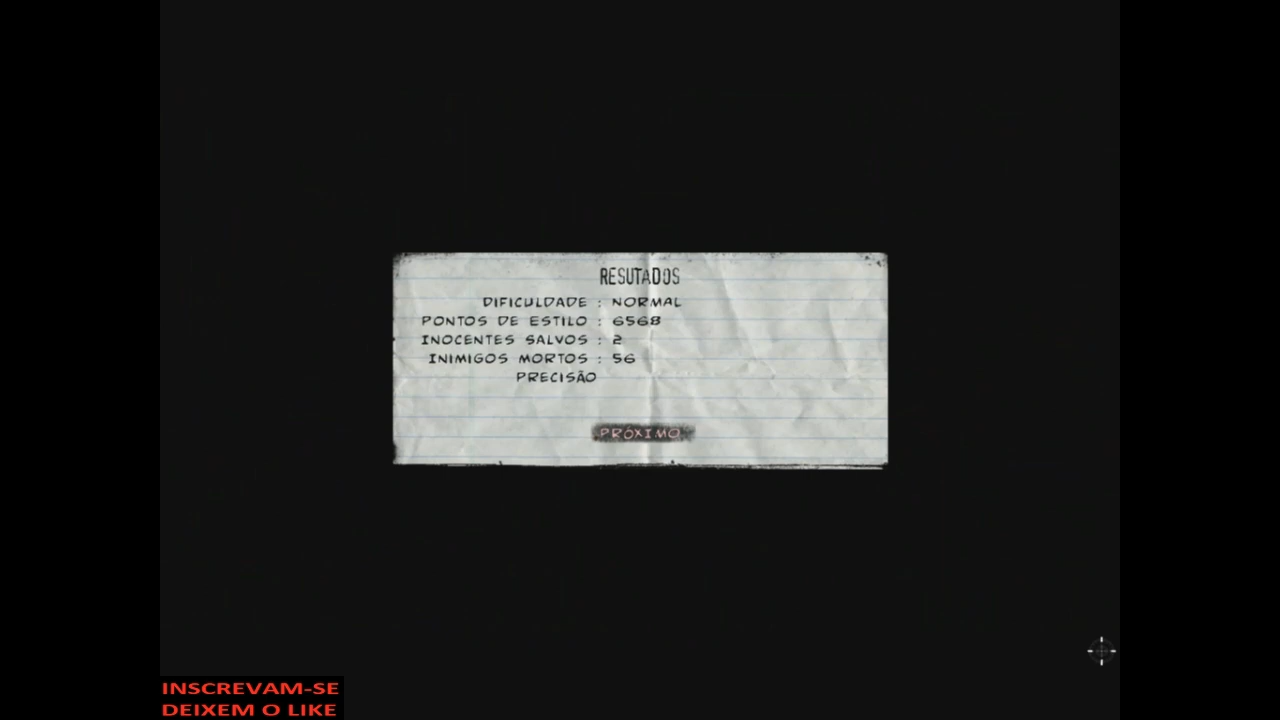 RESUTADOS
DIFICULDADE : NORMAL
PONTOS DE ESTILO : 6568
INOCENTES SALVOS : 2
INIMIGOS MORTOS : 56
PRECISÃO
PRÓXIMO
INSCREVAM-SE
DEIXEM O LIKE